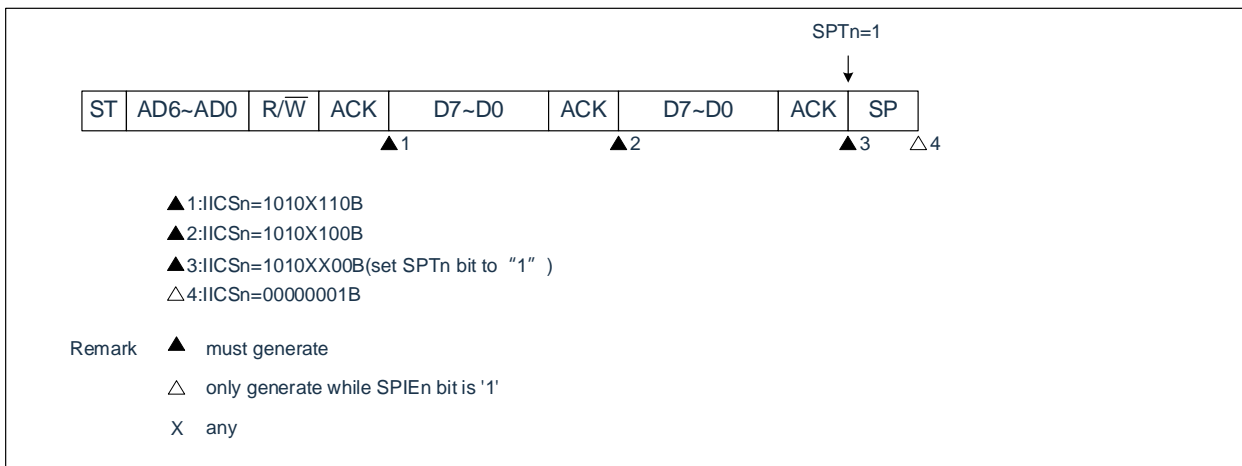 SPTn=1
ST AD6~AD0 R/W̅ ACK D7~D0 ACK D7~D0 ACK SP
▲1 ▲2 ▲3 △4
▲1:IICSn=1010X110B
▲2:IICSn=1010X100B
▲3:IICSn=1010XX00B(set SPTn bit to “1” )
△4:IICSn=00000001B
Remark ▲ must generate
△ only generate while SPIEn bit is '1'
X any